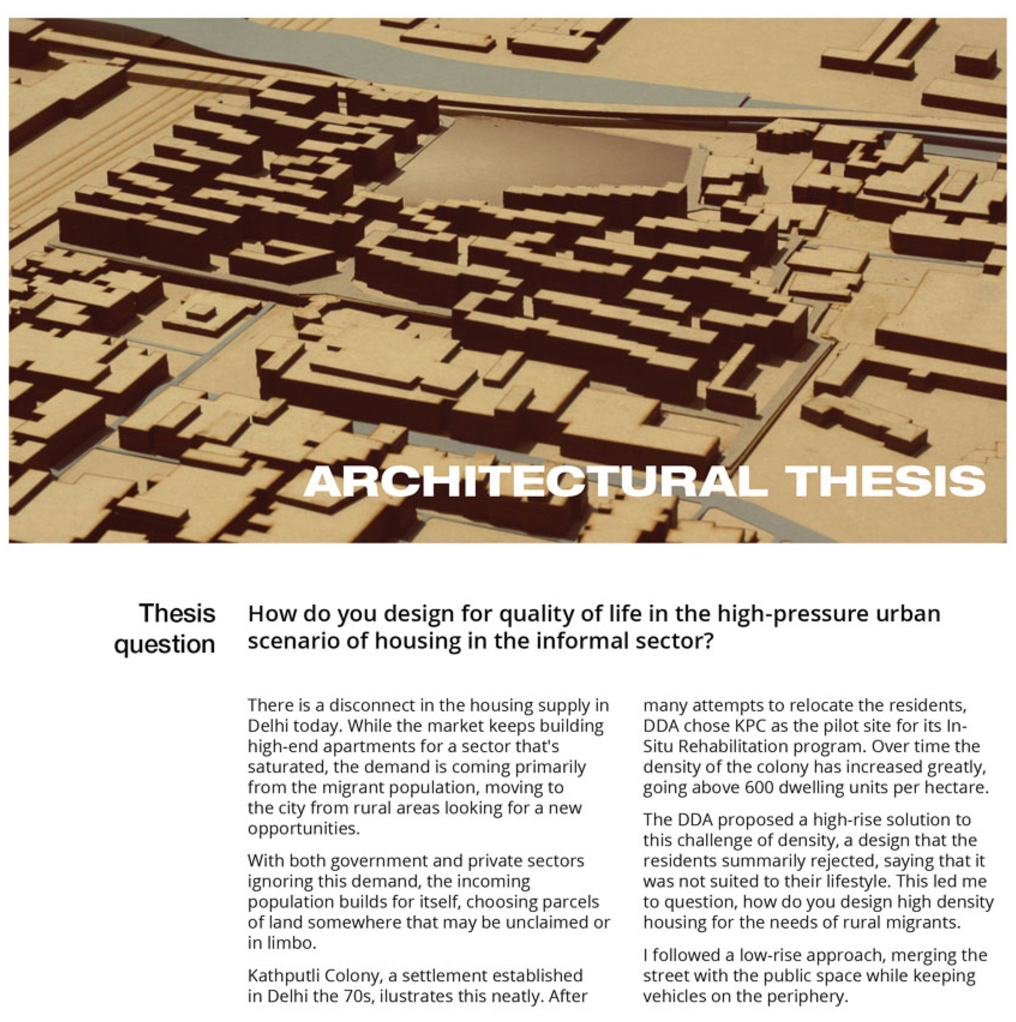 ARCHITECTURAL THESIS
Thesis
question
How do you design for quality of life in the high-pressure urban
scenario of housing in the informal sector?
There is a disconnect in the housing supply in
Delhi today. While the market keeps building
high-end apartments for a sector that's
saturated, the demand is coming primarily
from the migrant population, moving to
the city from rural areas looking for a new
opportunities.
With both government and private sectors
ignoring this demand, the incoming
population builds for itself, choosing parcels
of land somewhere that may be unclaimed or
in limbo.
Kathputli Colony, a settlement established
in Delhi the 70s, ilustrates this neatly. After
many attempts to relocate the residents,
DDA chose KPC as the pilot site for its In-
Situ Rehabilitation program. Over time the
density of the colony has increased greatly,
going above 600 dwelling units per hectare.
The DDA proposed a high-rise solution to
this challenge of density, a design that the
residents summarily rejected, saying that it
was not suited to their lifestyle. This led me
to question, how do you design high density
housing for the needs of rural migrants.
I followed a low-rise approach, merging the
street with the public space while keeping
vehicles on the periphery.